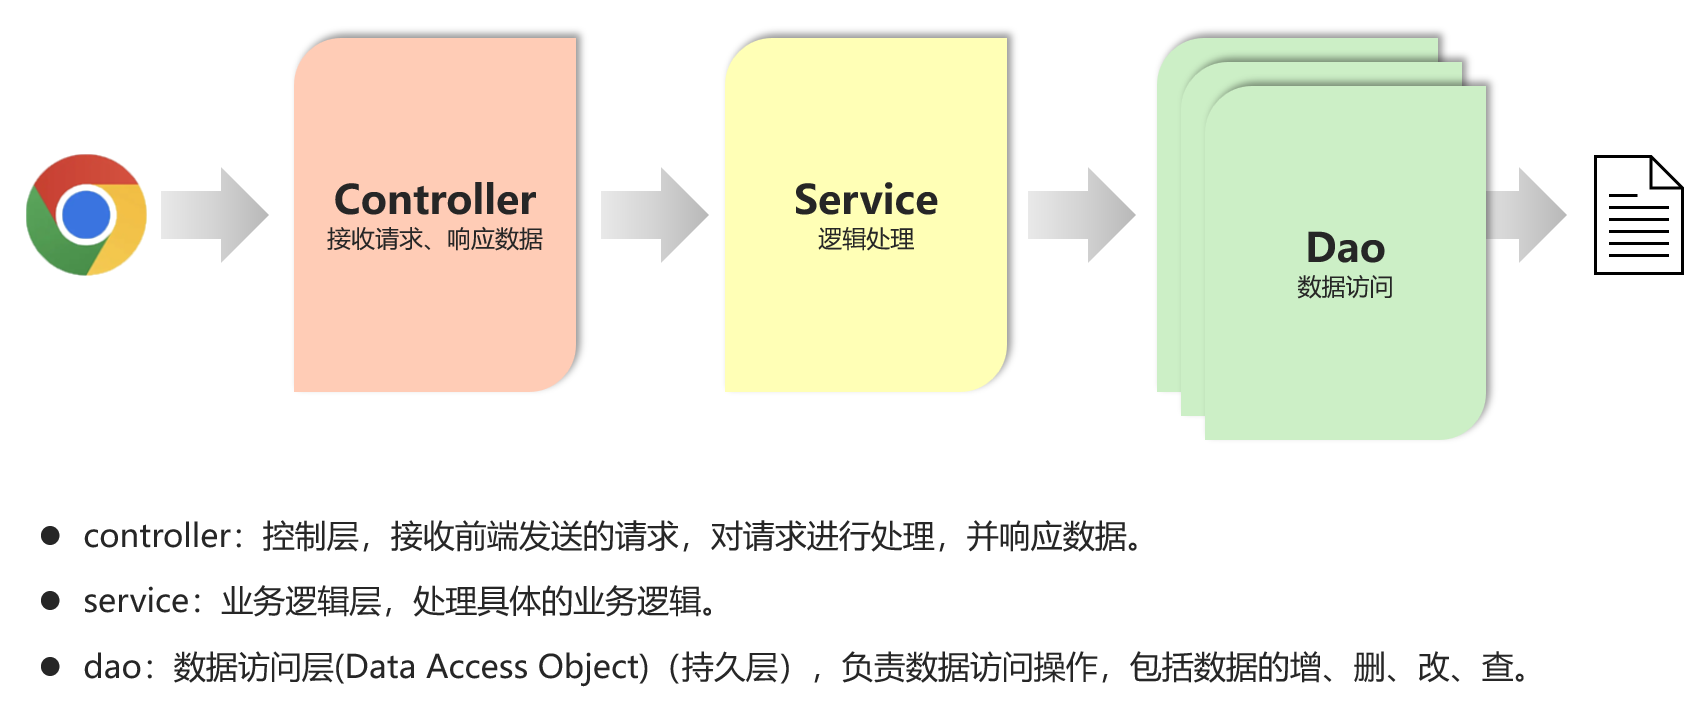 Controller
接收请求、响应数据
Service
逻辑处理
Dao
数据访问
● controller：控制层，接收前端发送的请求，对请求进行处理，并响应数据。
● service：业务逻辑层，处理具体的业务逻辑。
● dao：数据访问层(Data Access Object)（持久层），负责数据访问操作，包括数据的增、删、改、查。